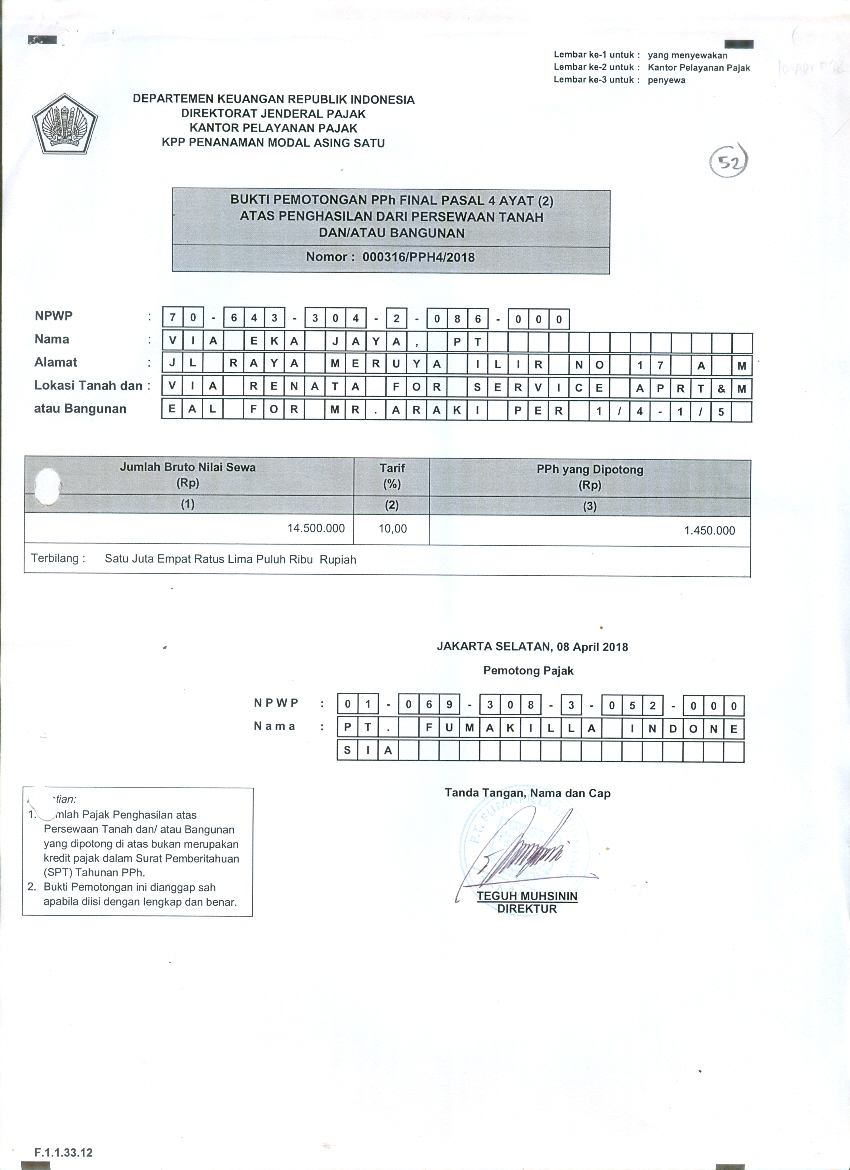 Lembar ke-1 untuk : yang menyewakan
Lembar ke-2 untuk : Kantor Pelayanan Pajak
Lembar ke-3 untuk : penyewa
DEPARTEMEN KEUANGAN REPUBLIK INDONESIA
DIREKTORAT JENDERAL PAJAK
KANTOR PELAYANAN PAJAK
KPP PENANAMAN MODAL ASING SATU
52
BUKTI PEMOTONGAN PPh FINAL PASAL 4 AYAT (2)
ATAS PENGHASILAN DARI PERSEWAAN TANAH
DAN/ATAU BANGUNAN
Nomor : 000316/PPH4/2018
NPWP : 70-643-304-2-086-000
Nama : VIA EKA JAYA, PT
Alamat : JL RAYA MERUYA ILIR NO 17 A M
Lokasi Tanah dan : VIA RENATA FOR SERVICE APRT&M
atau Bangunan EAL FOR MR.ARAKI PER 1/4-1/5
Jumlah Bruto Nilai Sewa Tarif PPh yang Dipotong
(Rp) (%) (Rp)
(1) (2) (3)
14.500.000 10,00 1.450.000
Terbilang : Satu Juta Empat Ratus Lima Puluh Ribu Rupiah
JAKARTA SELATAN, 08 April 2018
Pemotong Pajak
NPWP : 01-069-308-3-052-000
Nama : PT. FUMAKILLA INDONE
SIA
Tanda Tangan, Nama dan Cap
TEGUH MUHSININ
DIREKTUR
1. Jumlah Pajak Penghasilan atas
Persewaan Tanah dan/ atau Bangunan
yang dipotong di atas bukan merupakan
kredit pajak dalam Surat Pemberitahuan
(SPT) Tahunan PPh.
2. Bukti Pemotongan ini dianggap sah
apabila diisi dengan lengkap dan benar.
F.1.1.33.12